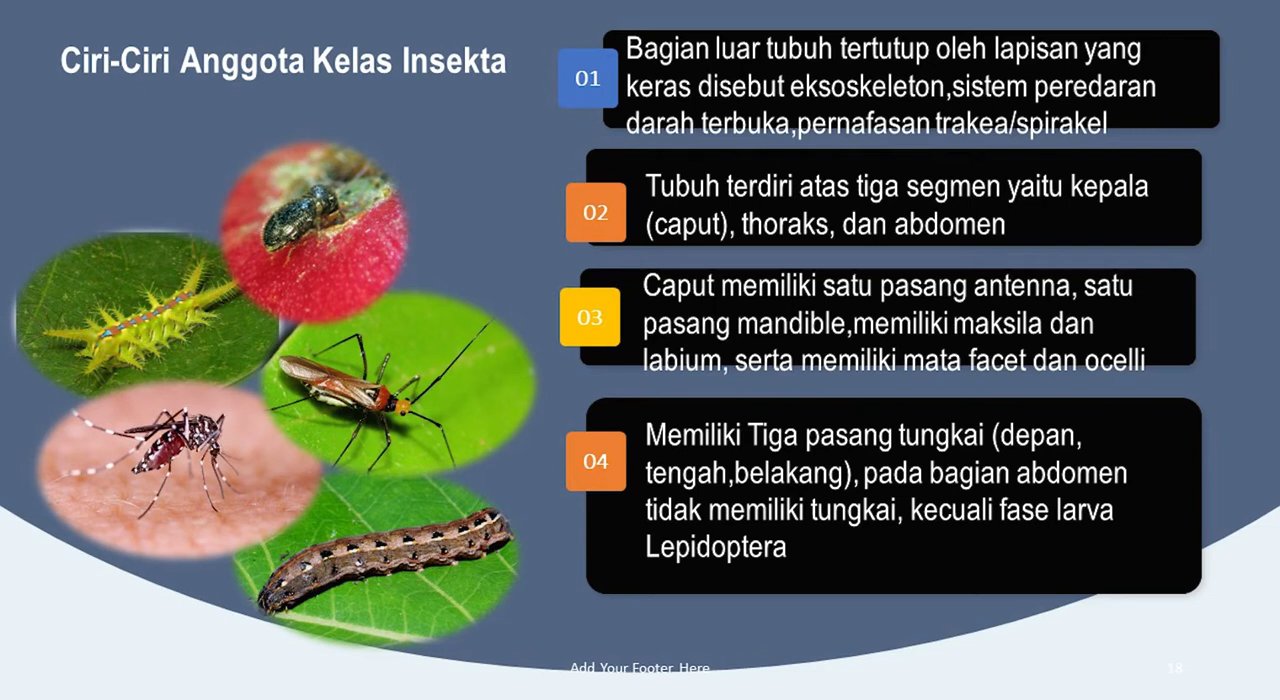 Ciri-Ciri Anggota Kelas Insekta
01
Bagian luar tubuh tertutup oleh lapisan yang
keras disebut eksoskeleton,sistem peredaran
darah terbuka,pernafasan trakea/spirakel
02
Tubuh terdiri atas tiga segmen yaitu kepala
(caput), thoraks, dan abdomen
03
Caput memiliki satu pasang antenna, satu
pasang mandible,memiliki maksila dan
labium, serta memiliki mata facet dan ocelli
04
Memiliki Tiga pasang tungkai (depan,
tengah,belakang), pada bagian abdomen
tidak memiliki tungkai, kecuali fase larva
Lepidoptera
Add Your Footer Here
18